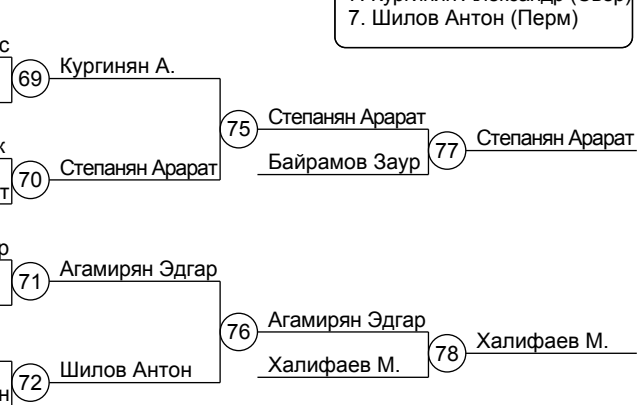 7. Шилов Антон (Перм)
с
69 Кургинян А.
75 Степанян Арарат
к
70 Степанян Арарат
т
Байрамов Заур
77 Степанян Арарат
р
71 Агамирян Эдгар
76 Агамирян Эдгар
72 Шилов Антон
н
Халифаев М.
78 Халифаев М.